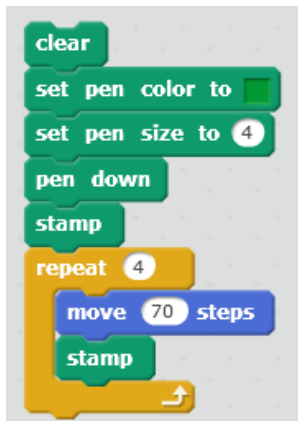 clear
set pen color to
set pen size to 4
pen down
stamp
repeat 4
move 70 steps
stamp